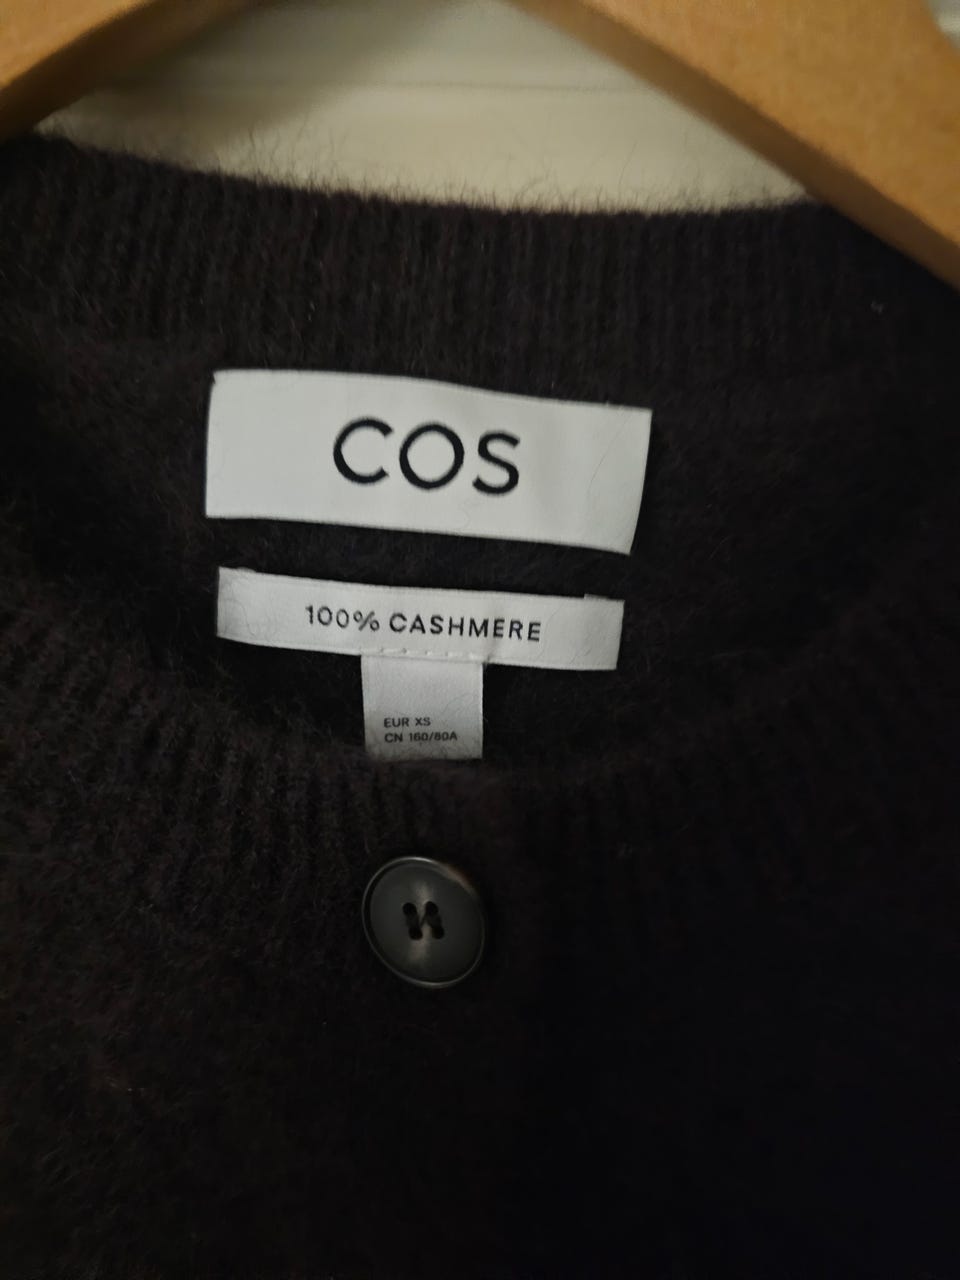 COS
100% CASHMERE
EUR XS
CN 160/80A